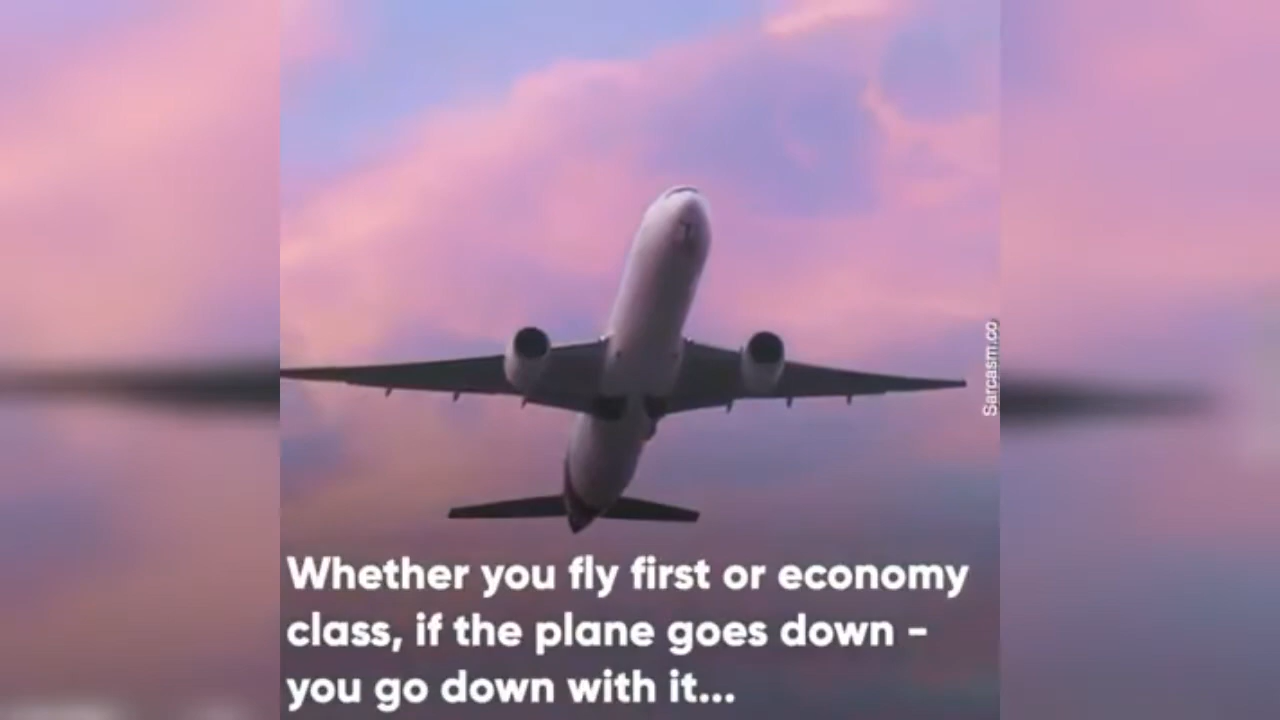 Sarcasm.co
Whether you fly first or economy
class, if the plane goes down -
you go down with it...